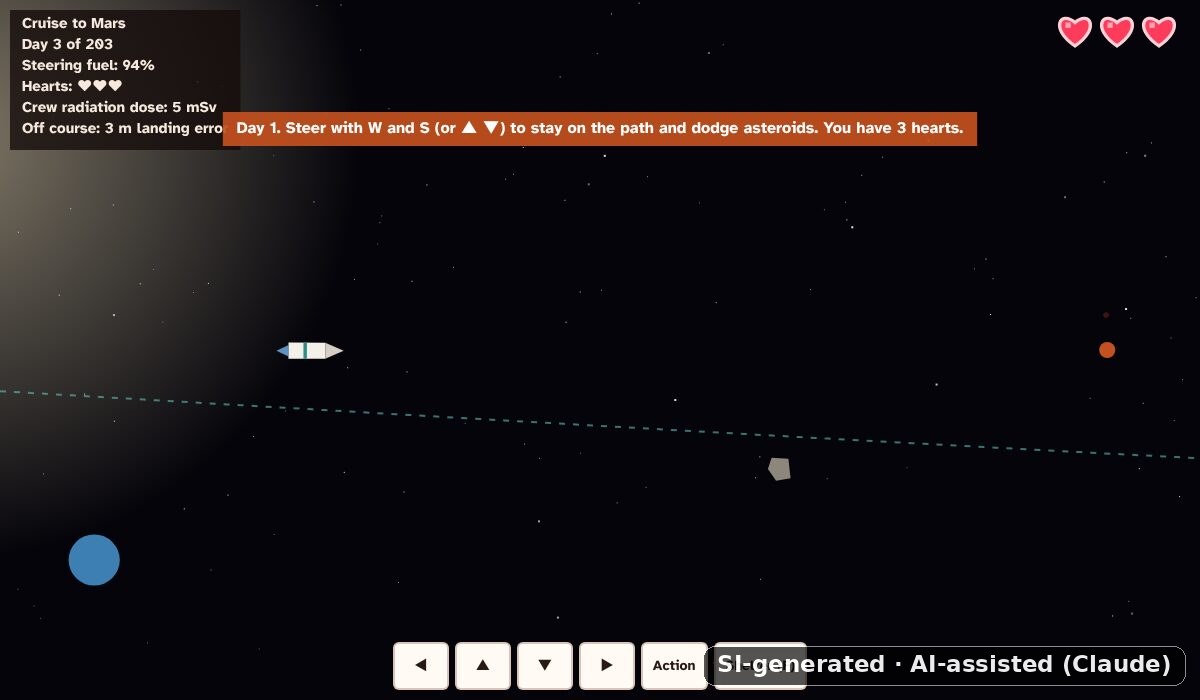 Cruise to Mars
Day 3 of 203
Steering fuel: 94%
Hearts: ♥♥♥
Crew radiation dose: 5 mSv
Off course: 3 m landing error
Day 1. Steer with W and S (or ▲ ▼) to stay on the path and dodge asteroids. You have 3 hearts.
◀ ▲ ▼ ▶ Action
SI-generated · AI-assisted (Claude)